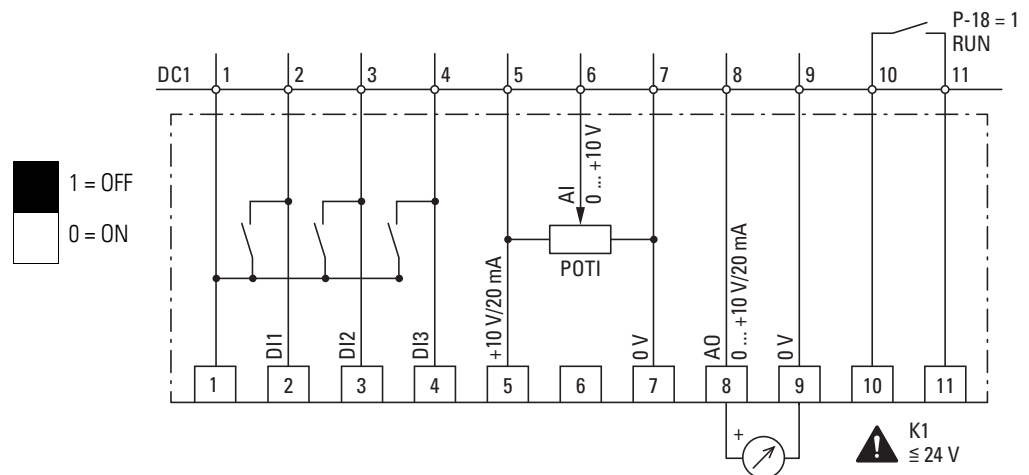 P-18 = 1
RUN
DC1 1 2 3 4 5 6 7 8 9 10 11
1 = OFF
0 = ON
AI
0 ... +10 V
POTI
DI1
DI2
DI3
+10 V/20 mA
0 V
AO
0 ... +10 V/20 mA
0 V
1 2 3 4 5 6 7 8 9 10 11
+
K1
≦ 24 V